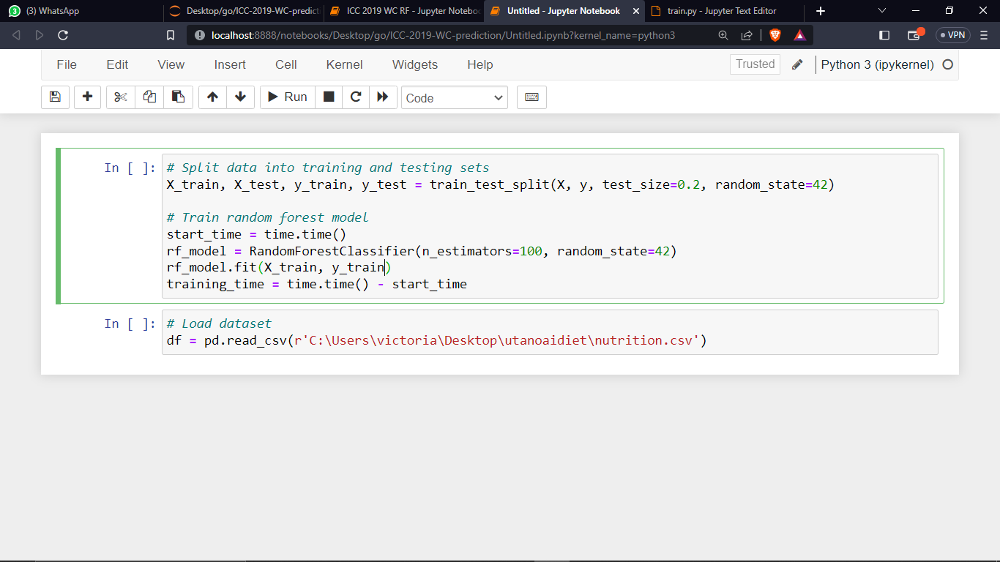 3 (3) WhatsApp
Desktop/go/ICC-2019-WC-predicti
ICC 2019 WC RF - Jupyter Noteboo
Untitled - Jupyter Notebook
train.py - Jupyter Text Editor
localhost:8888/notebooks/Desktop/go/ICC-2019-WC-prediction/Untitled.ipynb?kernel_name=python3
VPN
File Edit View Insert Cell Kernel Widgets Help
Trusted
Python 3 (ipykernel)
Run
Code
In [ ]:
# Split data into training and testing sets
X_train, X_test, y_train, y_test = train_test_split(X, y, test_size=0.2, random_state=42)
# Train random forest model
start_time = time.time()
rf_model = RandomForestClassifier(n_estimators=100, random_state=42)
rf_model.fit(X_train, y_train)
training_time = time.time() - start_time
In [ ]:
# Load dataset
df = pd.read_csv(r'C:\Users\victoria\Desktop\utanoaidiet\nutrition.csv')